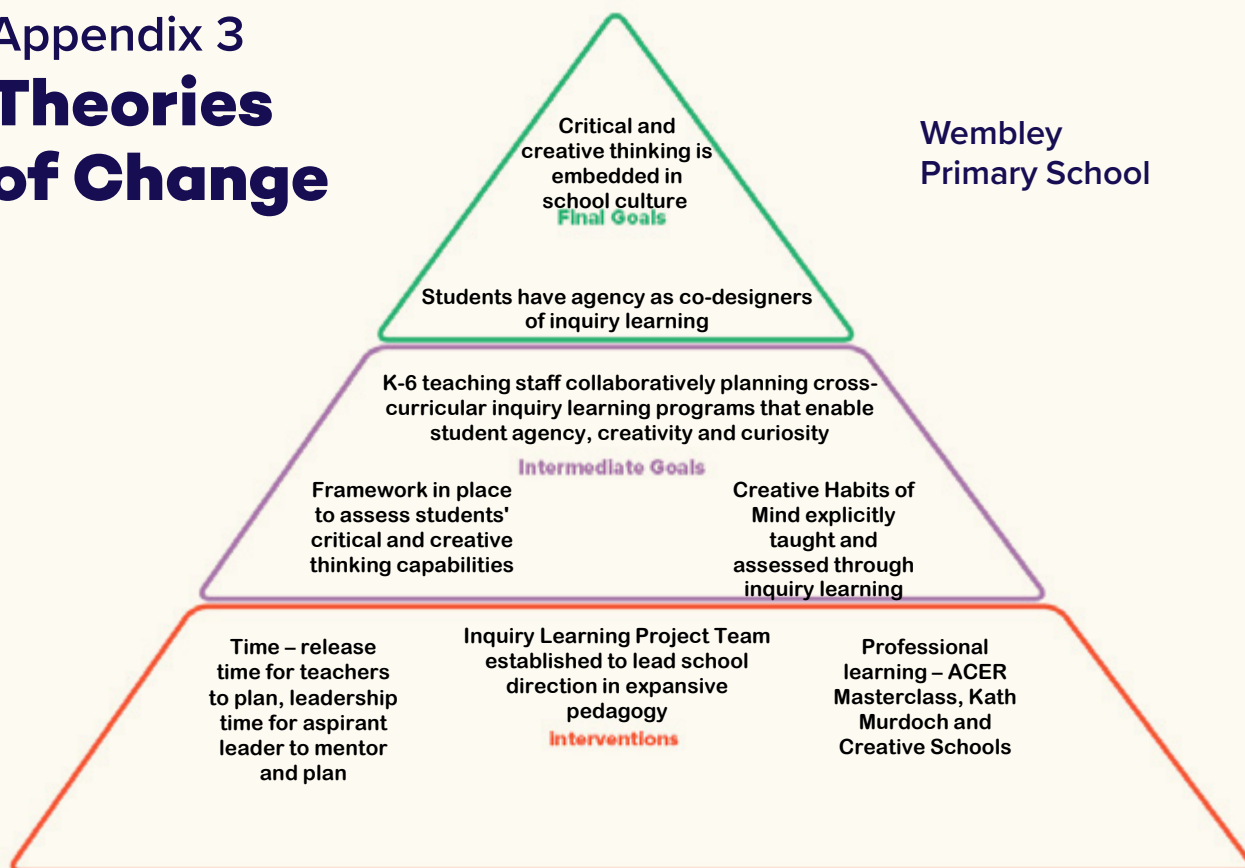 Appendix 3
Theories
of Change
Wembley
Primary School
Critical and
creative thinking is
embedded in
school culture
Final Goals
Students have agency as co-designers
of inquiry learning
K-6 teaching staff collaboratively planning cross-
curricular inquiry learning programs that enable
student agency, creativity and curiosity
Intermediate Goals
Framework in place
to assess students'
critical and creative
thinking capabilities
Creative Habits of
Mind explicitly
taught and
assessed through
inquiry learning
Time – release
time for teachers
to plan, leadership
time for aspirant
leader to mentor
and plan
Inquiry Learning Project Team
established to lead school
direction in expansive
pedagogy
Interventions
Professional
learning – ACER
Masterclass, Kath
Murdoch and
Creative Schools